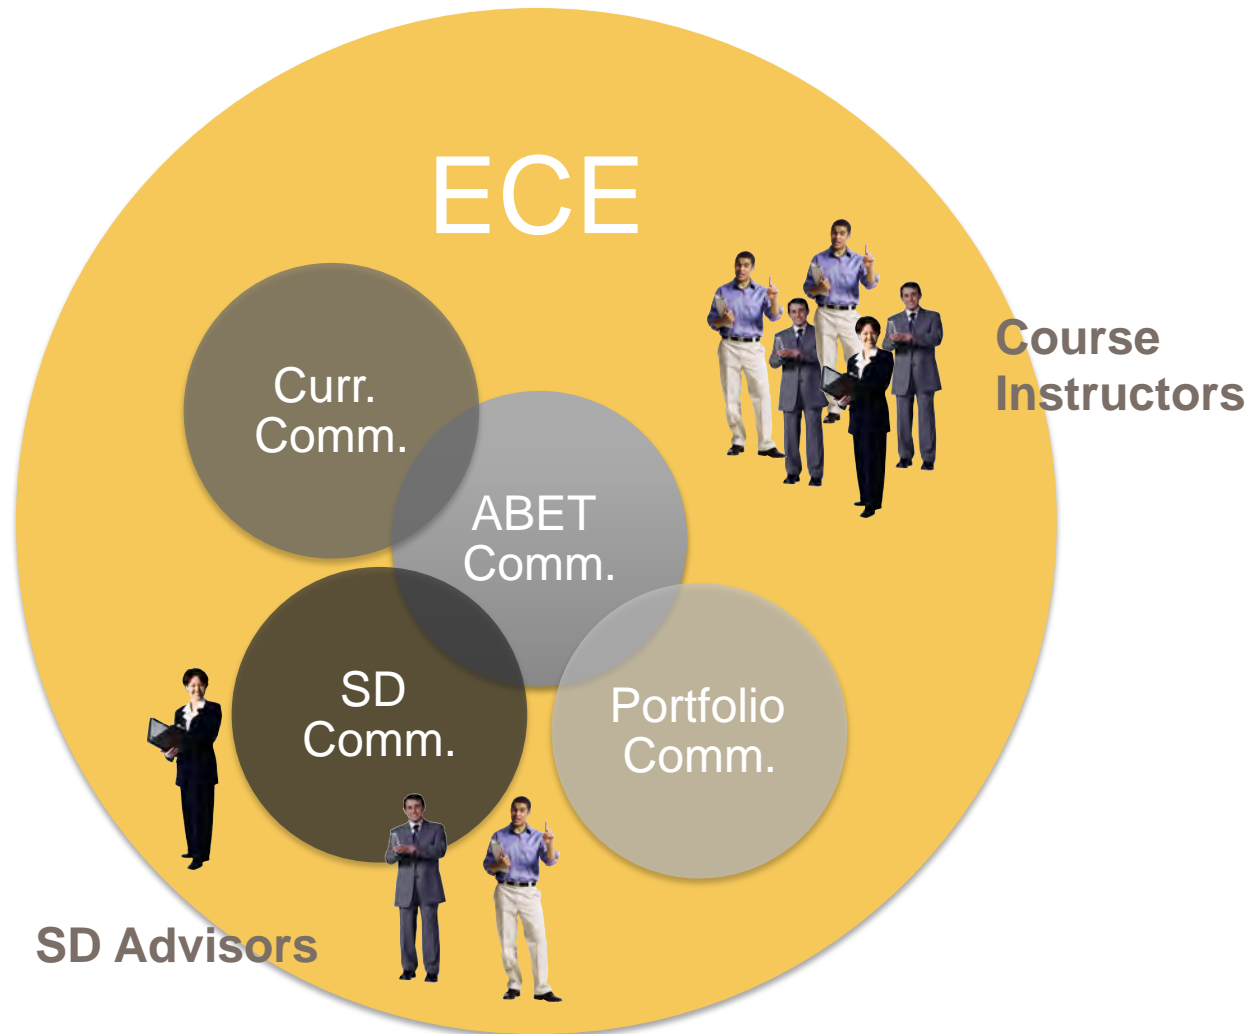 ECE
Course
Instructors
Curr.
Comm.
ABET
Comm.
SD
Comm.
Portfolio
Comm.
SD Advisors